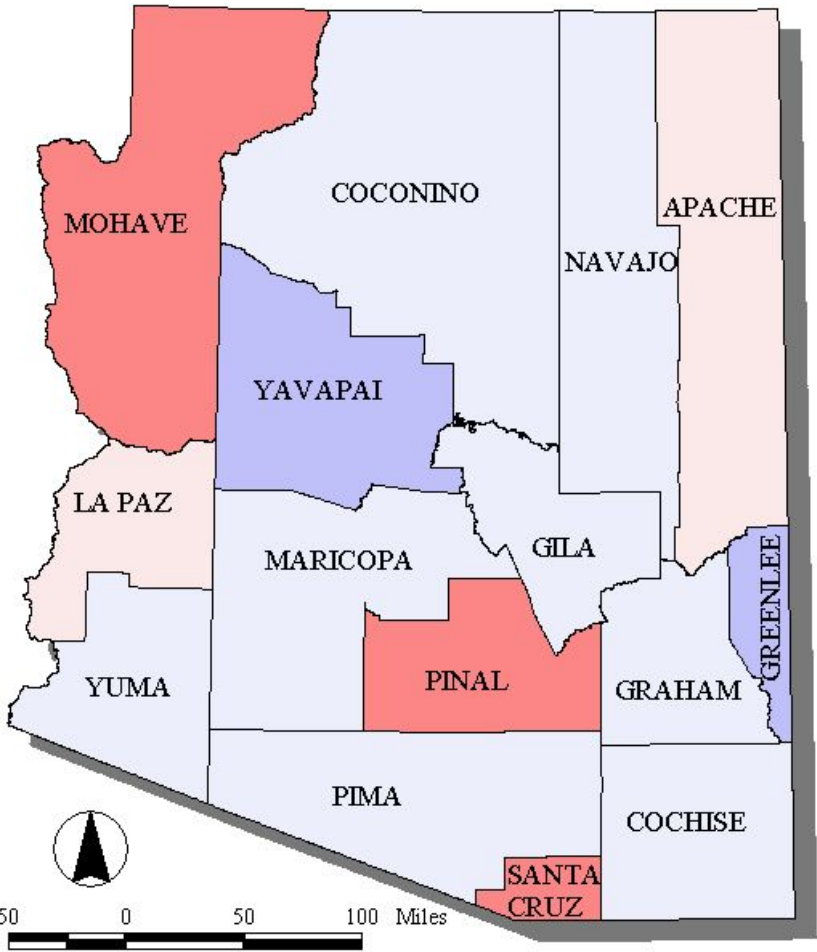 COCONINO
APACHE
MOHAVE
NAVAJO
YAVAPAI
LA PAZ
GILA
MARICOPA
GREENLEE
PINAL
YUMA
GRAHAM
PIMA
COCHISE
SANTA
CRUZ
50 0 50 100 Miles